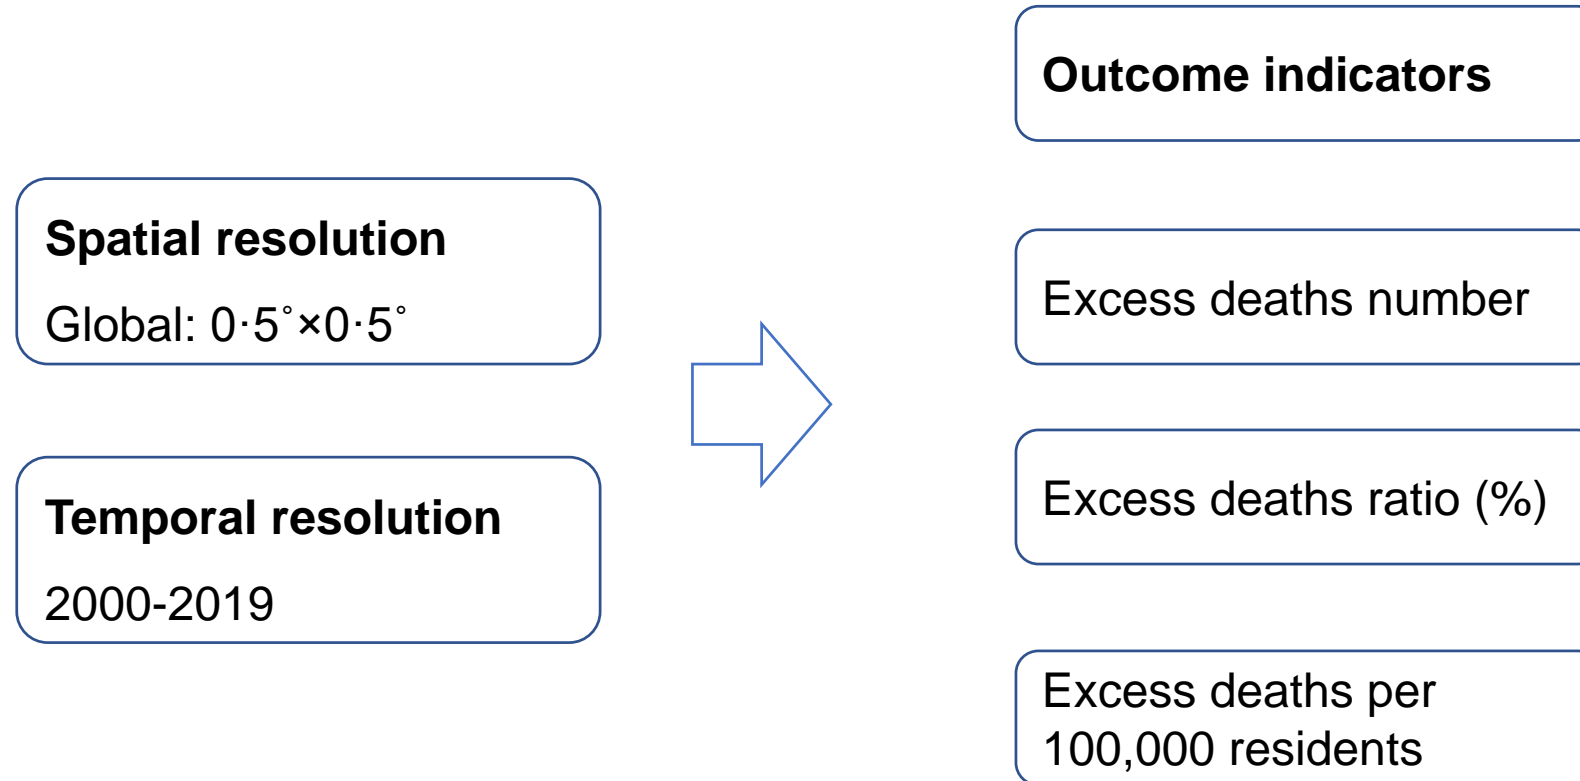 Spatial resolution
Global: 0·5˚×0·5˚
Temporal resolution
2000-2019
Outcome indicators
Excess deaths number
Excess deaths ratio (%)
Excess deaths per
100,000 residents